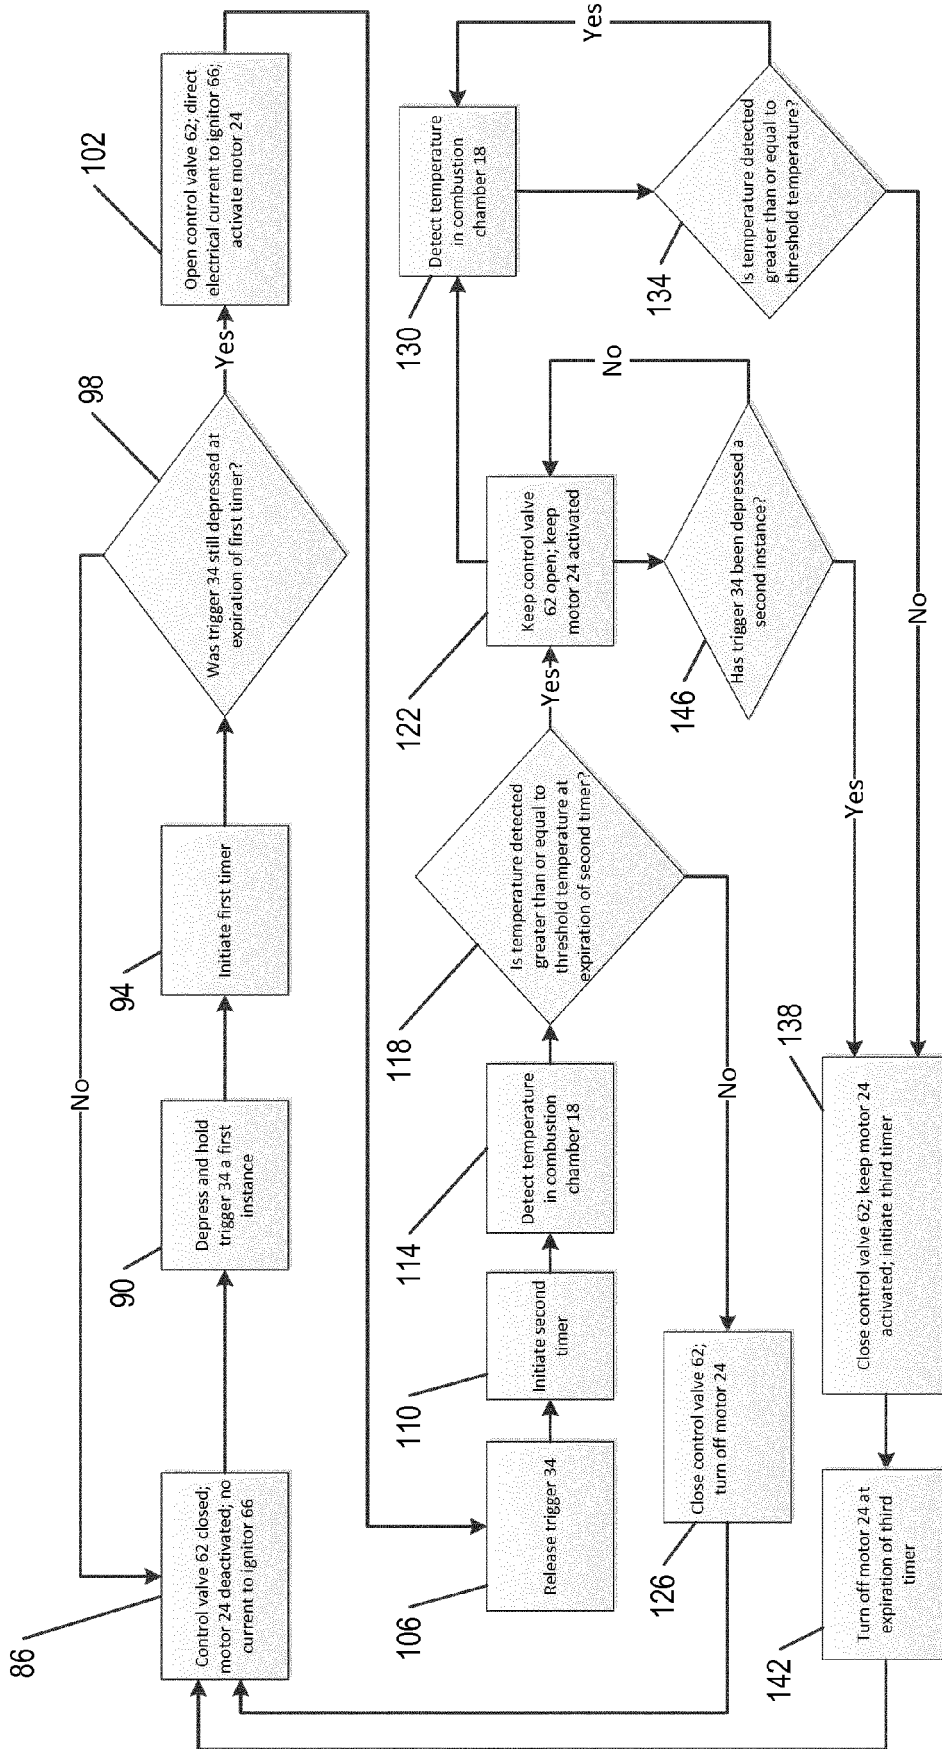 86
Control valve 62 closed;
motor 24 deactivated; no
current to ignitor 66
90
Depress and hold
trigger 34 a first
instance
94
Initiate first timer
98
Was trigger 34 still depressed at
expiration of first timer?
No
Yes
102
Open control valve 62; direct
electrical current to ignitor 66;
activate motor 24
106
Release trigger 34
110
Initiate second
timer
114
Detect temperature
in combustion
chamber 18
118
Is temperature detected
greater than or equal to
threshold temperature at
expiration of second timer?
Yes
No
122
Keep control valve
62 open; keep
motor 24 activated
126
Close control valve 62;
turn off motor 24
130
Detect temperature
in combustion
chamber 18
134
Is temperature detected
greater than or equal to
threshold temperature?
Yes
No
146
Has trigger 34 been depressed a
second instance?
No
Yes
138
Close control valve 62; keep motor 24
activated; initiate third timer
142
Turn off motor 24 at
expiration of third
timer